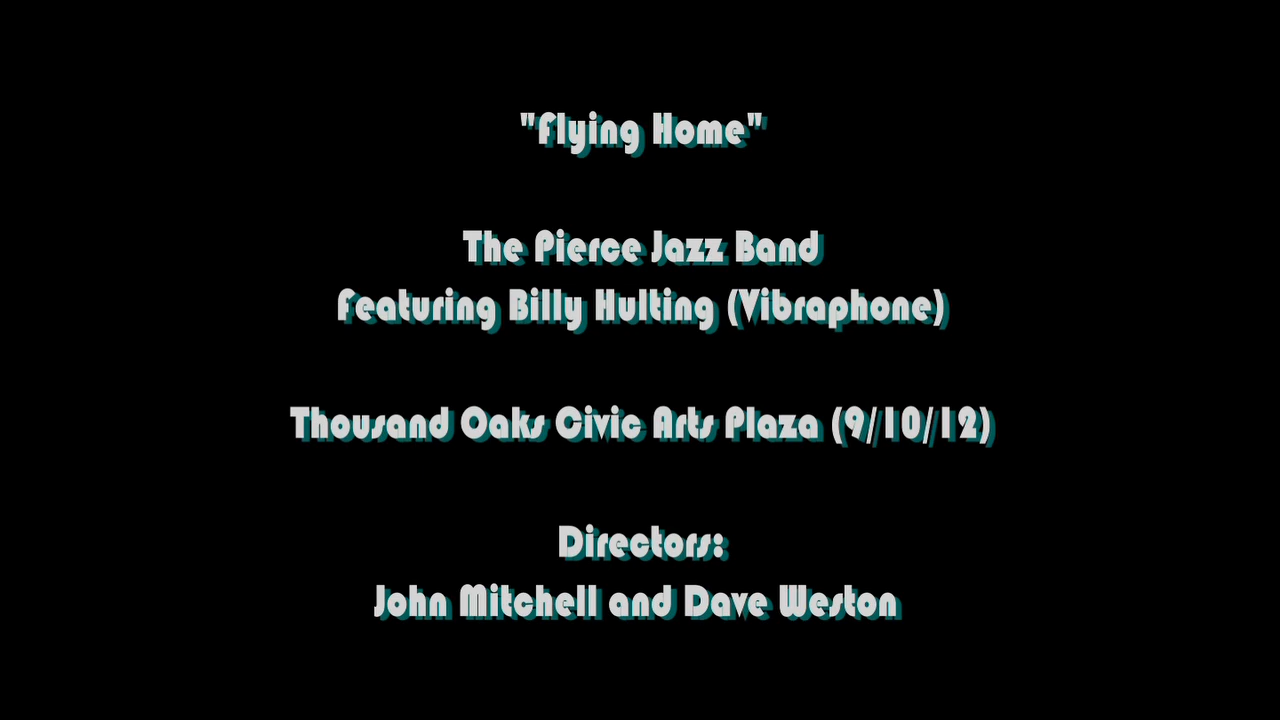 "Flying Home"
The Pierce Jazz Band
Featuring Billy Hulting (Vibraphone)
Thousand Oaks Civic Arts Plaza (9/10/12)
Directors:
John Mitchell and Dave Weston